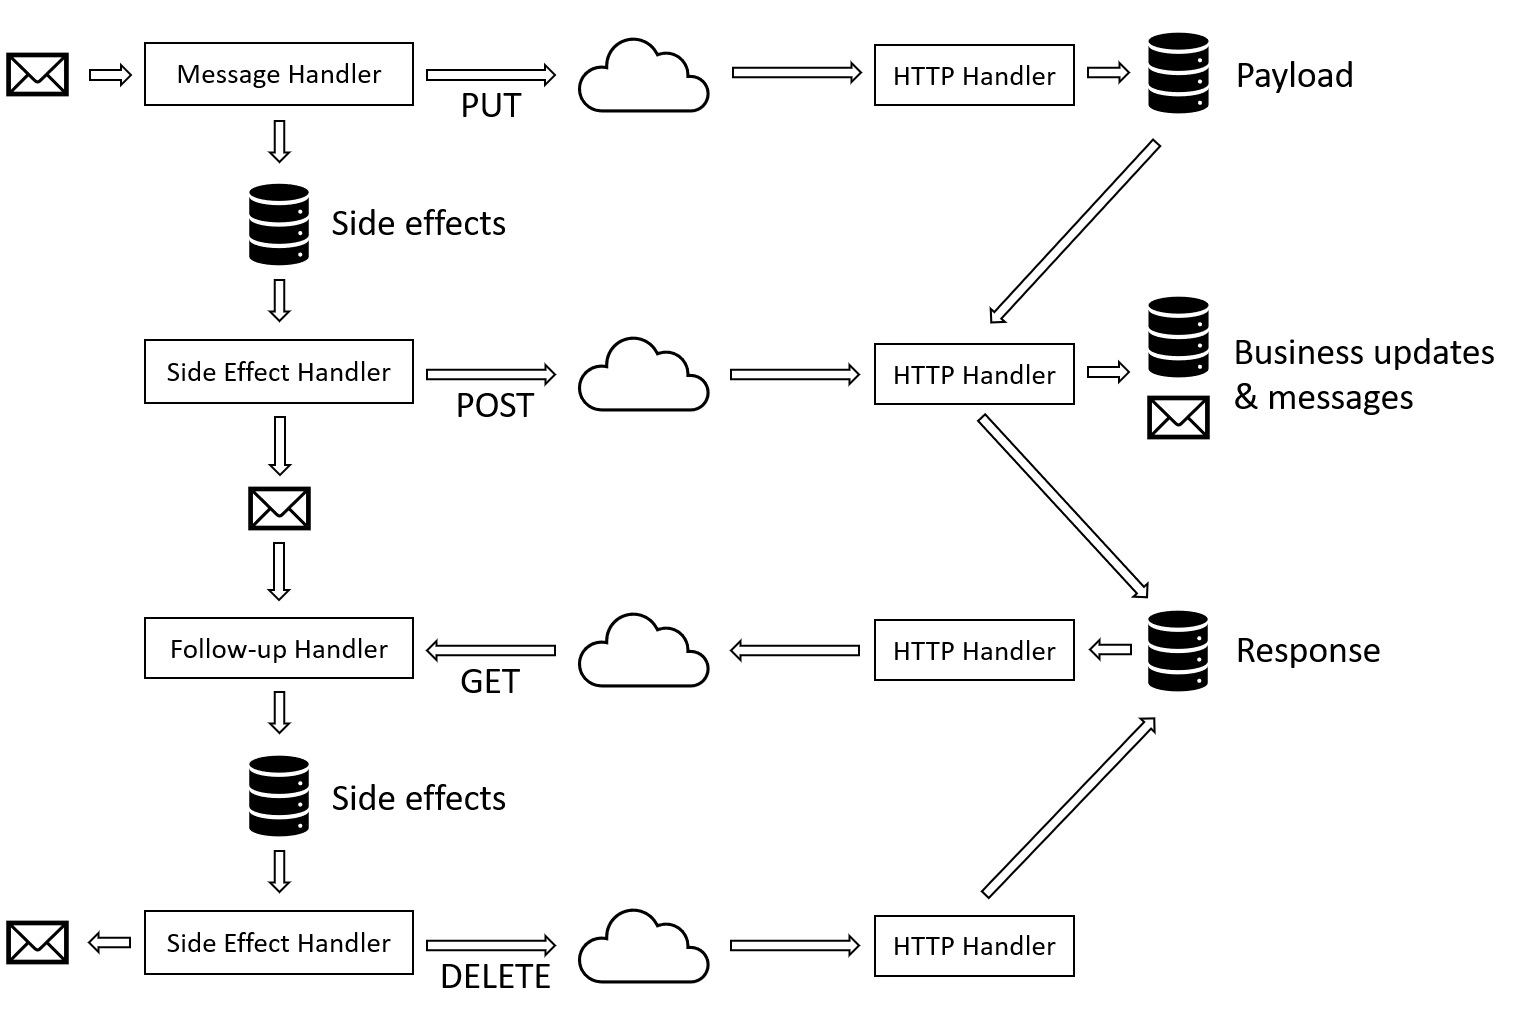 Message Handler
PUT
HTTP Handler
Payload
Side effects
Side Effect Handler
POST
HTTP Handler
Business updates
& messages
Follow-up Handler
GET
HTTP Handler
Response
Side effects
Side Effect Handler
DELETE
HTTP Handler